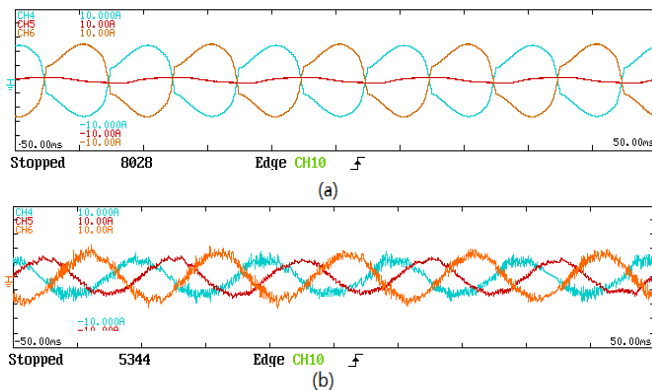 CH4 10.000A
CH5 10.00A
CH6 10.00A
-10.000A
-10.00A
-10.00A
-50.00ms 50.00ms
Stopped 8028 Edge CH10
(a)
CH4 10.000A
CH5 10.00A
CH6 10.00A
-10.000A
-10.00A
-50.00ms 50.00ms
Stopped 5344 Edge CH10
(b)